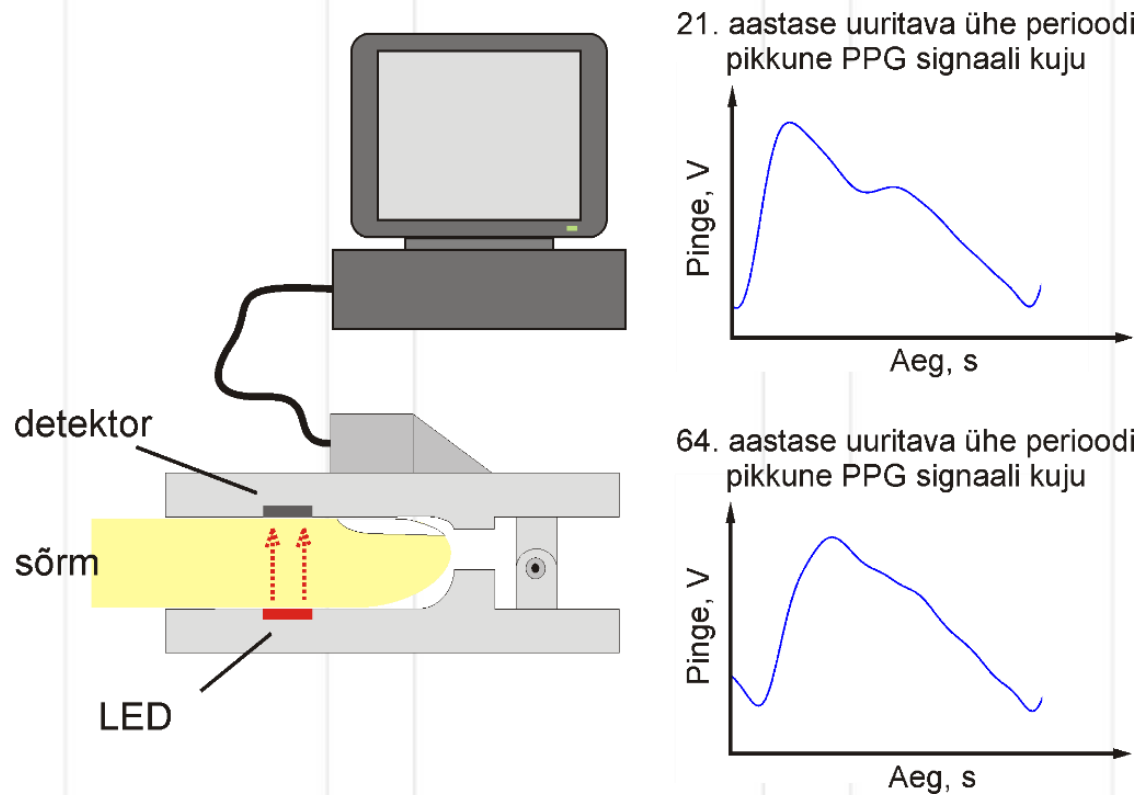 21. aastase uuritava ühe perioodi
pikkune PPG signaali kuju
Pinge, V
Aeg, s
detektor
sõrm
LED
64. aastase uuritava ühe perioodi
pikkune PPG signaali kuju
Pinge, V
Aeg, s